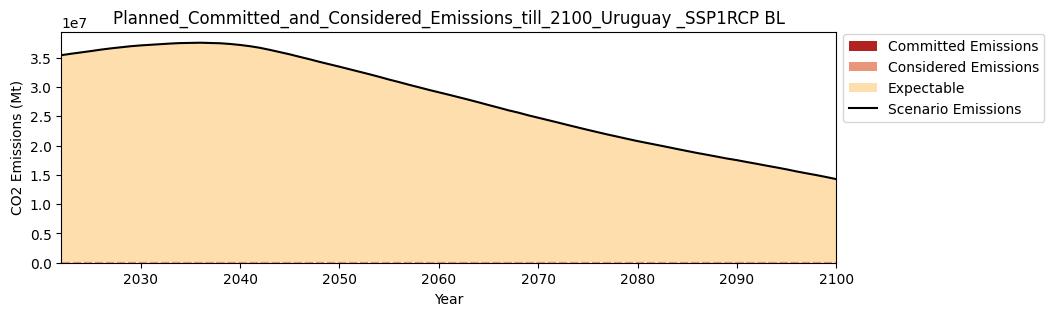 Planned_Committed_and_Considered_Emissions_till_2100_Uruguay _SSP1RCP BL
1e7
3.5
3.0
2.5
2.0
1.5
1.0
0.5
0.0
CO2 Emissions (Mt)
2030 2040 2050 2060 2070 2080 2090 2100
Year
Committed Emissions
Considered Emissions
Expectable
Scenario Emissions